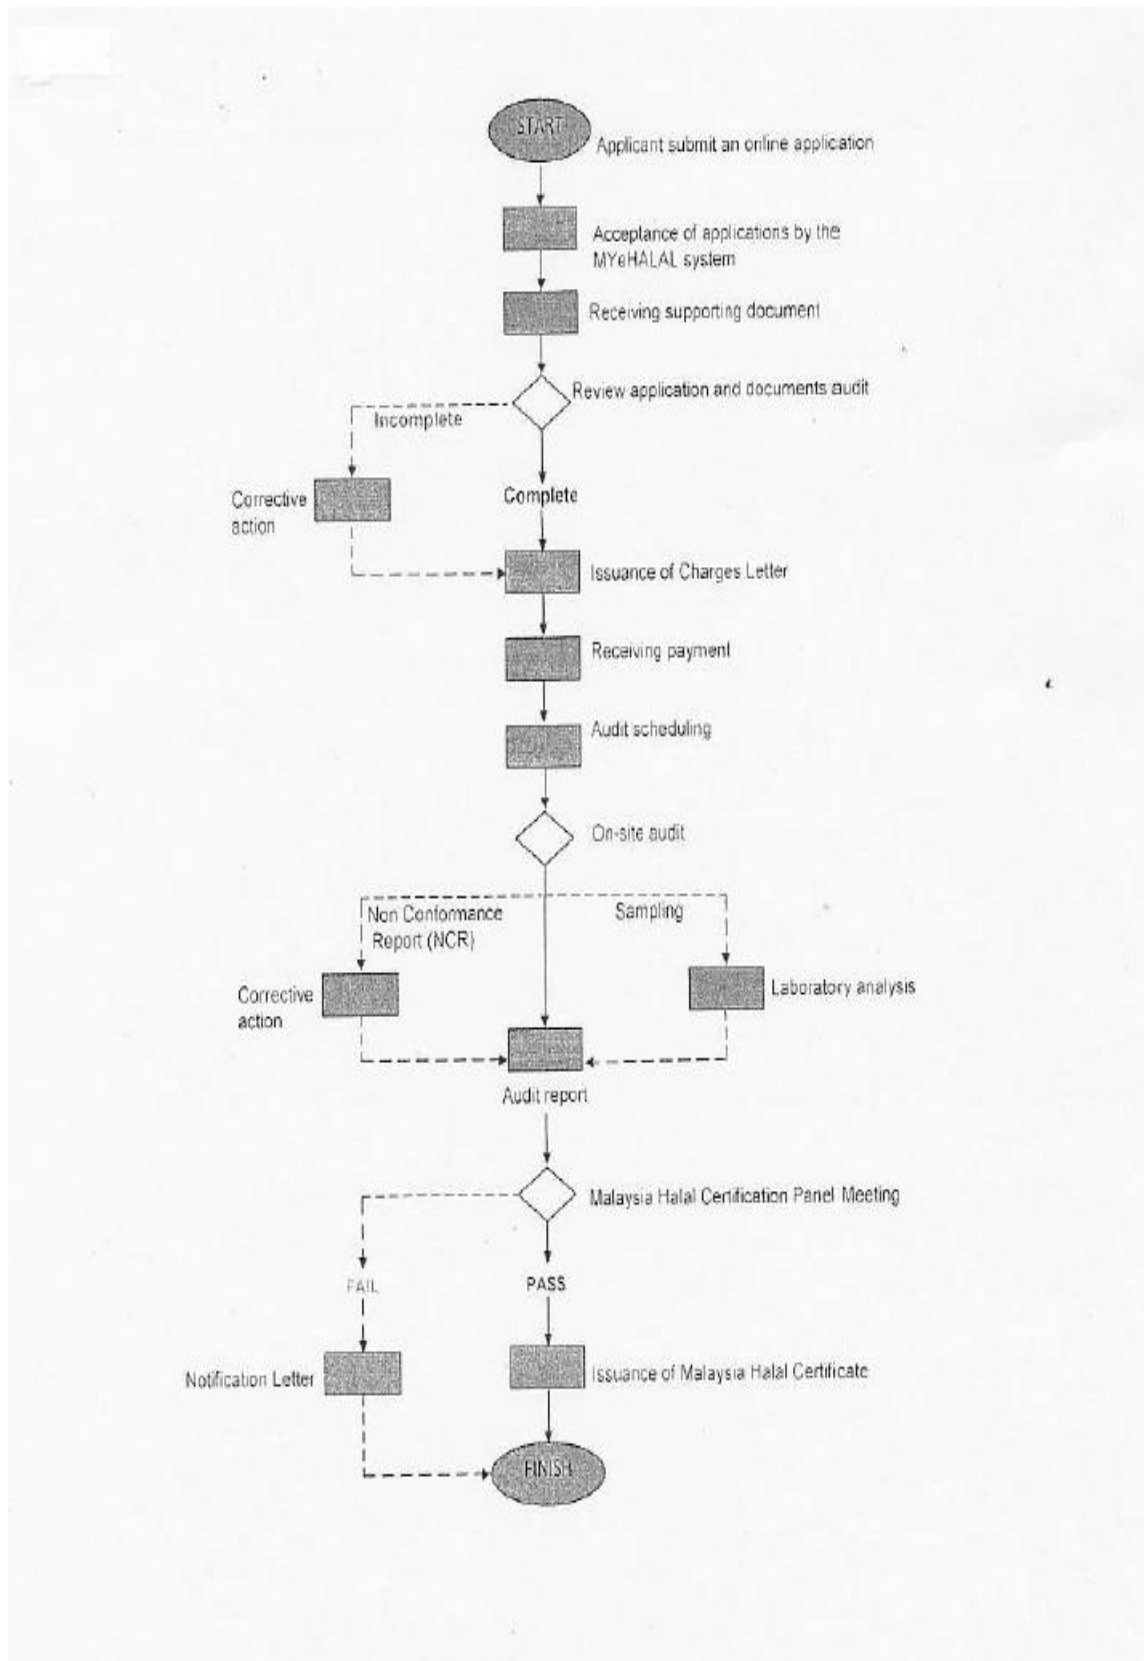 START
Applicant submit an online application
Acceptance of applications by the
MYeHALAL system
Receiving supporting document
Review application and documents audit
Incomplete
Corrective
action
Complete
Issuance of Charges Letter
Receiving payment
Audit scheduling
On-site audit
Non Conformance
Report (NCR)
Sampling
Corrective
action
Laboratory analysis
Audit report
Malaysia Halal Certification Panel Meeting
FAIL
PASS
Notification Letter
Issuance of Malaysia Halal Certificate
FINISH